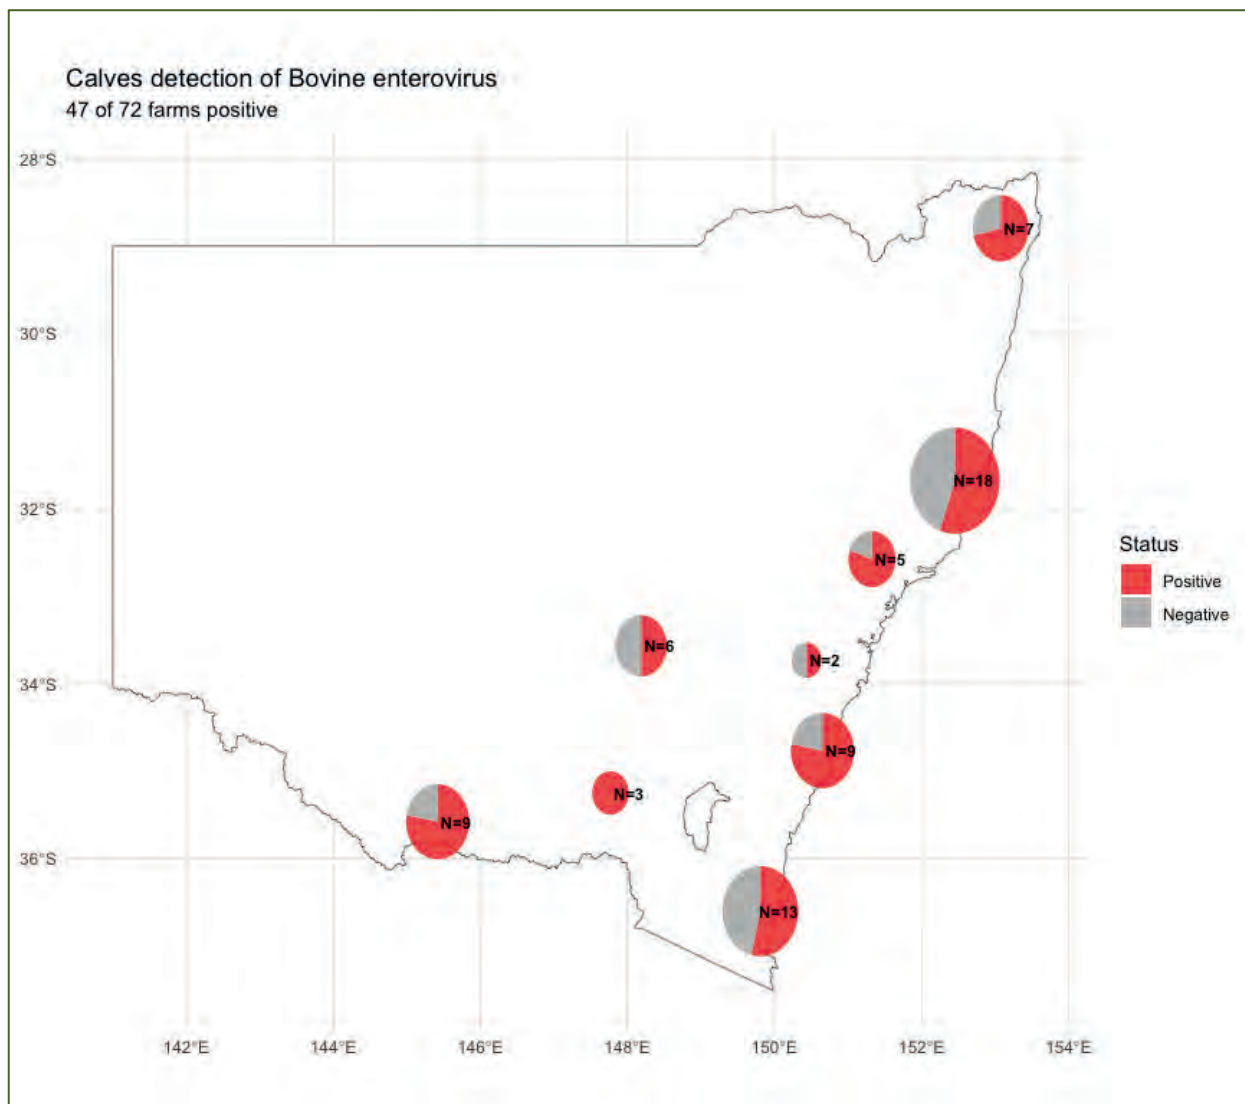 Calves detection of Bovine enterovirus
47 of 72 farms positive
28°S
N=7
30°S
N=18
32°S
N=5
Status
Positive
Negative
N=6
N=2
34°S
N=9
N=3
N=9
36°S
N=13
142°E 144°E 146°E 148°E 150°E 152°E 154°E